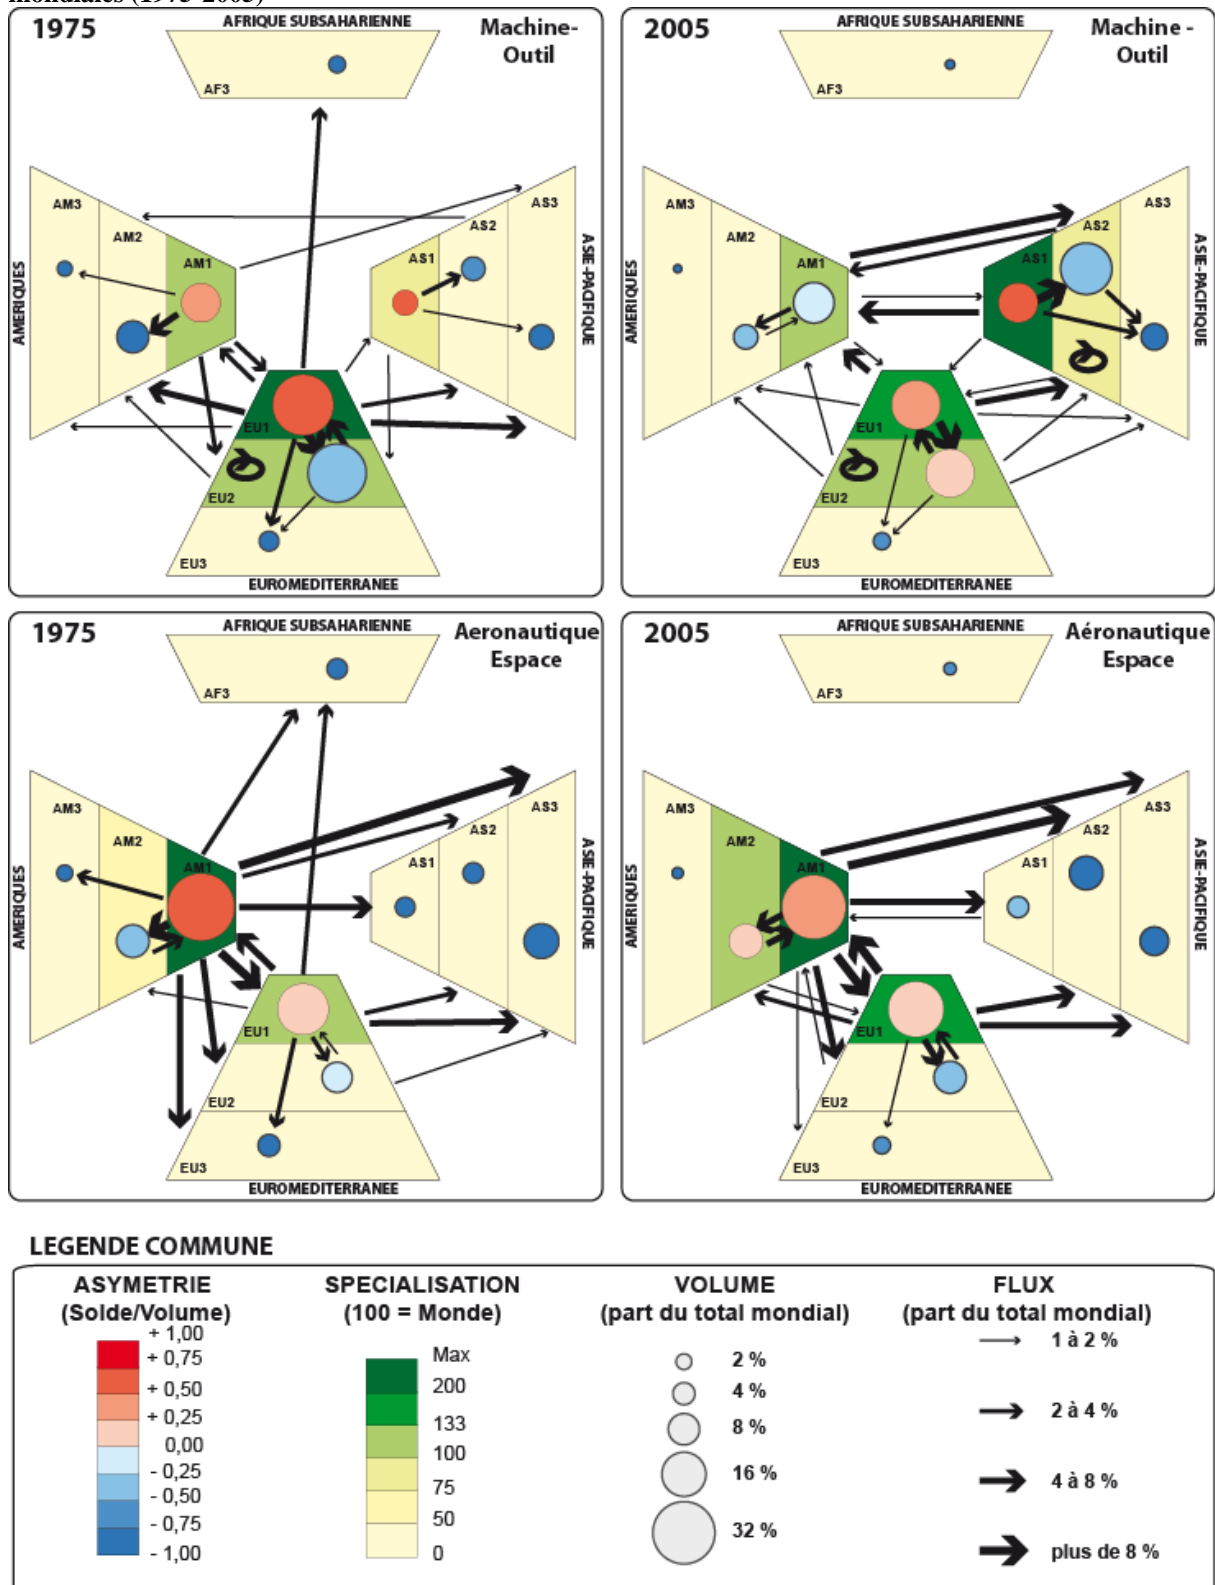 mondiales (1975-2005)
1975
AFRIQUE SUBSAHARIENNE
Machine-
Outil
AF3
AM3
AM2
AM1
AMERIQUES
AS1
AS2
AS3
ASIE-PACIFIQUE
EU1
EU2
EU3
EUROMEDITERRANEE
2005
AFRIQUE SUBSAHARIENNE
Machine -
Outil
AF3
AM3
AM2
AM1
AMERIQUES
AS1
AS2
AS3
ASIE-PACIFIQUE
EU1
EU2
EU3
EUROMEDITERRANEE
1975
AFRIQUE SUBSAHARIENNE
Aeronautique
Espace
AF3
AM3
AM2
AM1
AMERIQUES
AS1
AS2
AS3
ASIE-PACIFIQUE
EU1
EU2
EU3
EUROMEDITERRANEE
2005
AFRIQUE SUBSAHARIENNE
Aéronautique
Espace
AF3
AM3
AM2
AM1
AMERIQUES
AS1
AS2
AS3
ASIE-PACIFIQUE
EU1
EU2
EU3
EUROMEDITERRANEE
LEGENDE COMMUNE
ASYMETRIE
(Solde/Volume)
+ 1,00
+ 0,75
+ 0,50
+ 0,25
0,00
- 0,25
- 0,50
- 0,75
- 1,00
SPECIALISATION
(100 = Monde)
Max
200
133
100
75
50
0
VOLUME
(part du total mondial)
2 %
4 %
8 %
16 %
32 %
FLUX
(part du total mondial)
1 à 2 %
2 à 4 %
4 à 8 %
plus de 8 %